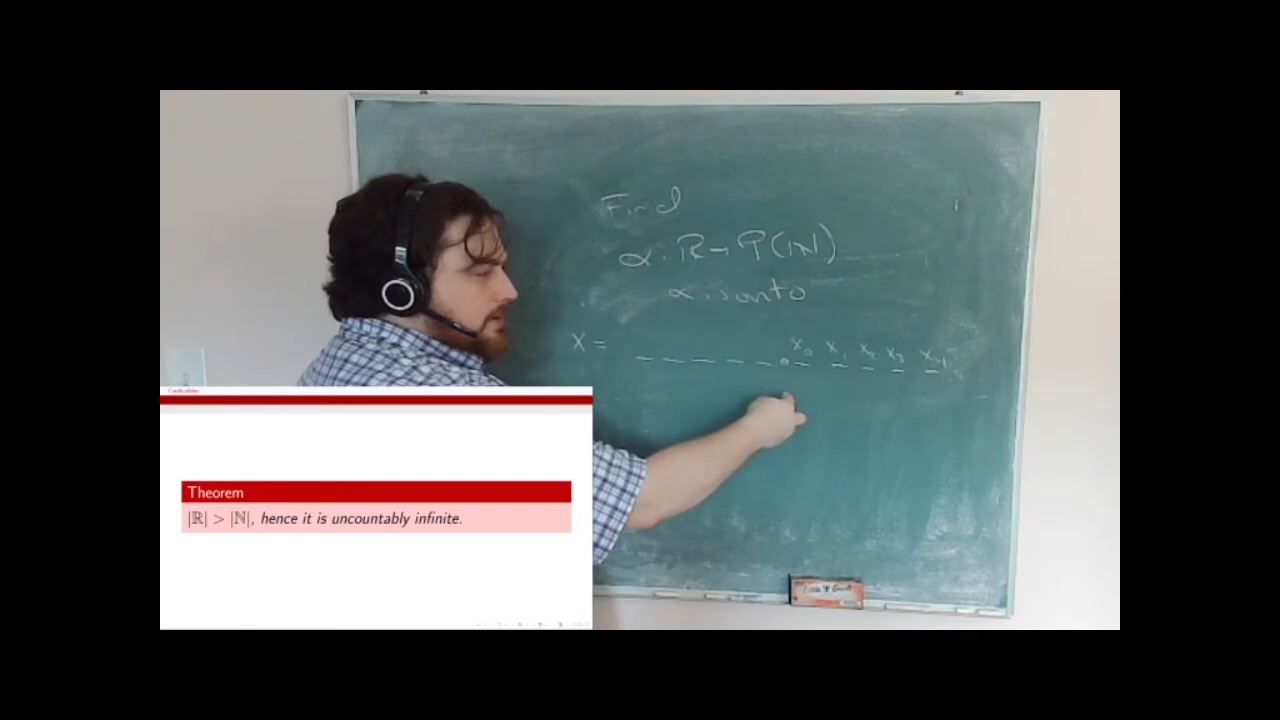 Find
α: ℝ → P(ℕ)
α is onto
x₀ x₁ x₂ x₃ x₄
X =
Theorem
|ℝ| > |ℕ|, hence it is uncountably infinite.